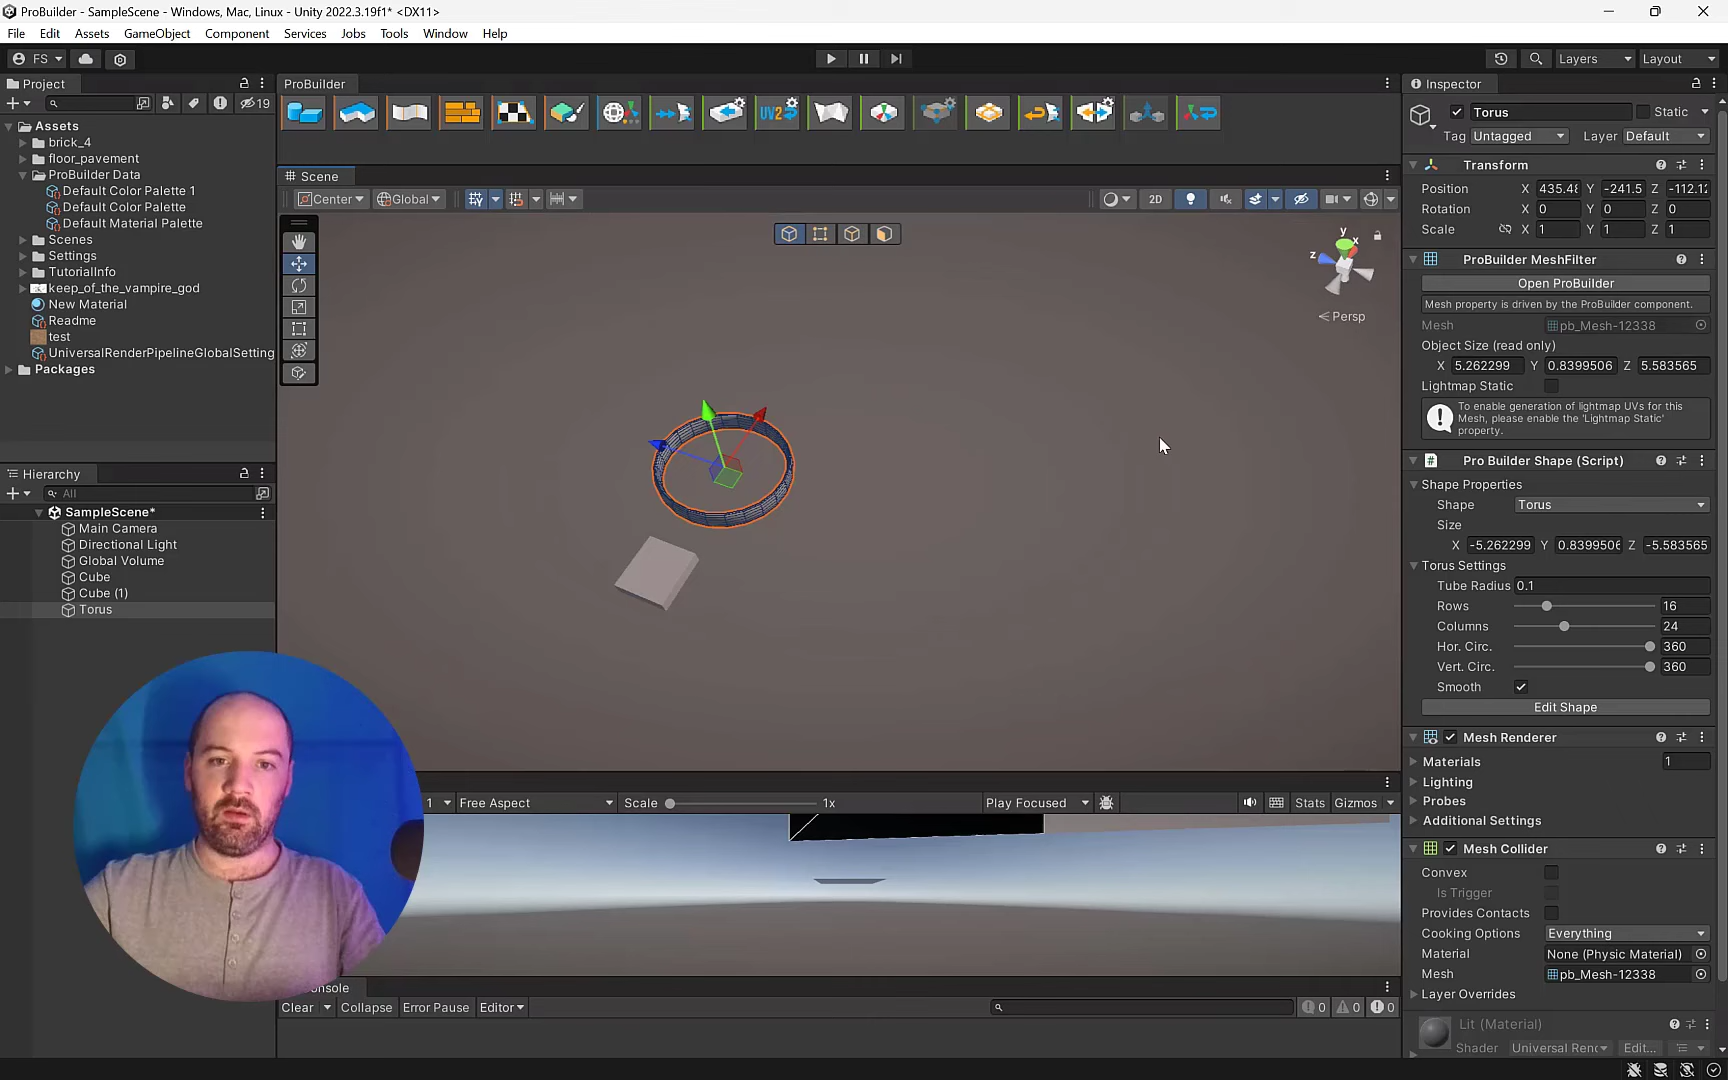 ProBuilder - SampleScene - Windows, Mac, Linux - Unity 2022.3.19f1* <DX11>
File Edit Assets GameObject Component Services Jobs Tools Window Help
FS Layers Layout
Project
19
Assets
brick_4
floor_pavement
ProBuilder Data
Default Color Palette 1
Default Color Palette
Default Material Palette
Scenes
Settings
TutorialInfo
keep_of_the_vampire_god
New Material
Readme
test
UniversalRenderPipelineGlobalSetting
Packages
Hierarchy
All
SampleScene*
Main Camera
Directional Light
Global Volume
Cube
Cube (1)
Torus
ProBuilder
UV2
Scene
Center Global 2D
y
x
z
Persp
1 Free Aspect Scale 1x Play Focused Stats Gizmos
onsole
Clear Collapse Error Pause Editor 0 0 0
Inspector
Torus Static
Tag Untagged Layer Default
Transform
Position X 435.48 Y -241.5 Z -112.12
Rotation X 0 Y 0 Z 0
Scale X 1 Y 1 Z 1
ProBuilder MeshFilter
Open ProBuilder
Mesh property is driven by the ProBuilder component.
Mesh pb_Mesh-12338
Object Size (read only)
X 5.262299 Y 0.8399506 Z 5.583565
Lightmap Static
To enable generation of lightmap UVs for this
Mesh, please enable the 'Lightmap Static'
property.
Pro Builder Shape (Script)
Shape Properties
Shape Torus
Size
X -5.262299 Y 0.8399506 Z -5.583565
Torus Settings
Tube Radius 0.1
Rows 16
Columns 24
Hor. Circ. 360
Vert. Circ. 360
Smooth
Edit Shape
Mesh Renderer
Materials 1
Lighting
Probes
Additional Settings
Mesh Collider
Convex
Is Trigger
Provides Contacts
Cooking Options Everything
Material None (Physic Material)
Mesh pb_Mesh-12338
Layer Overrides
Lit (Material)
Shader Universal Rend Edit...